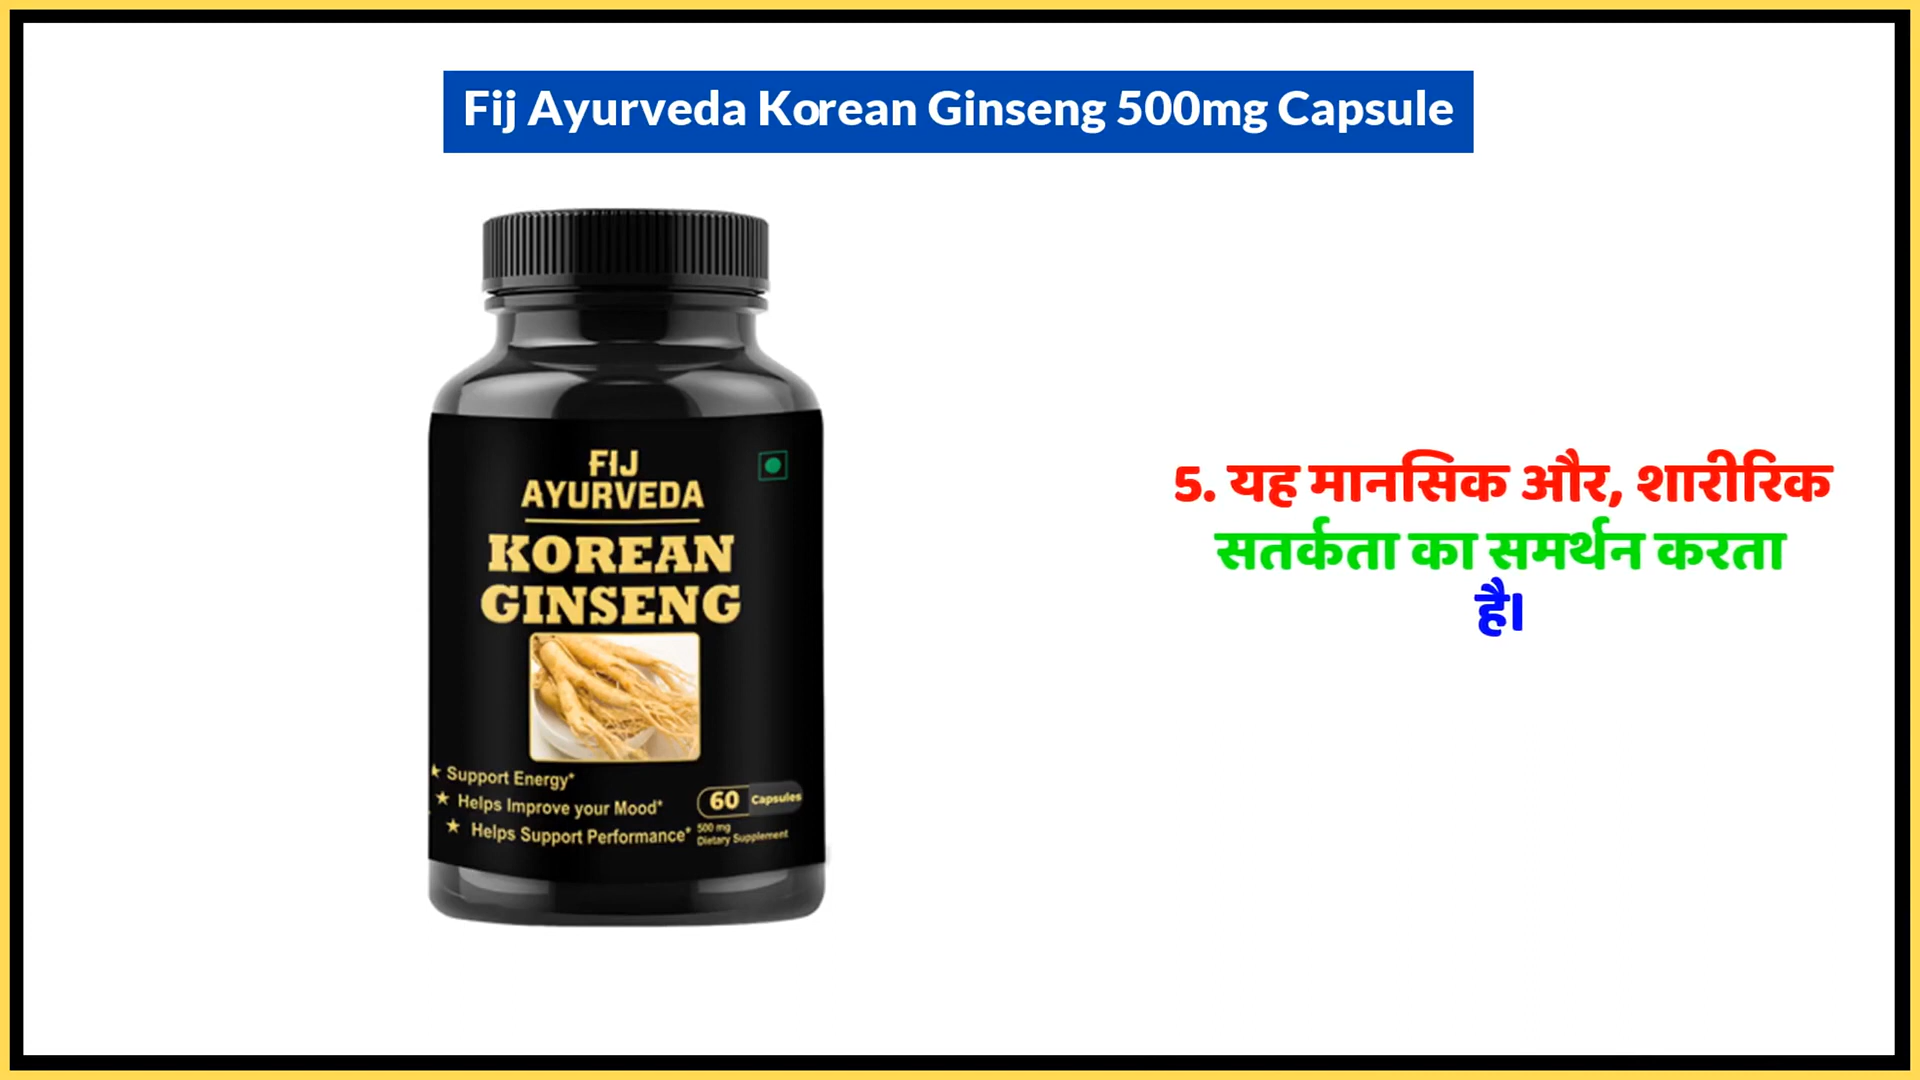 Fij Ayurveda Korean Ginseng 500mg Capsule
FIJ
AYURVEDA
KOREAN
GINSENG
★ Support Energy*
★ Helps Improve your Mood*
★ Helps Support Performance*
60 Capsules
500 mg
Dietary Supplement
5. यह मानसिक और, शारीरिक
सतर्कता का समर्थन करता
है।